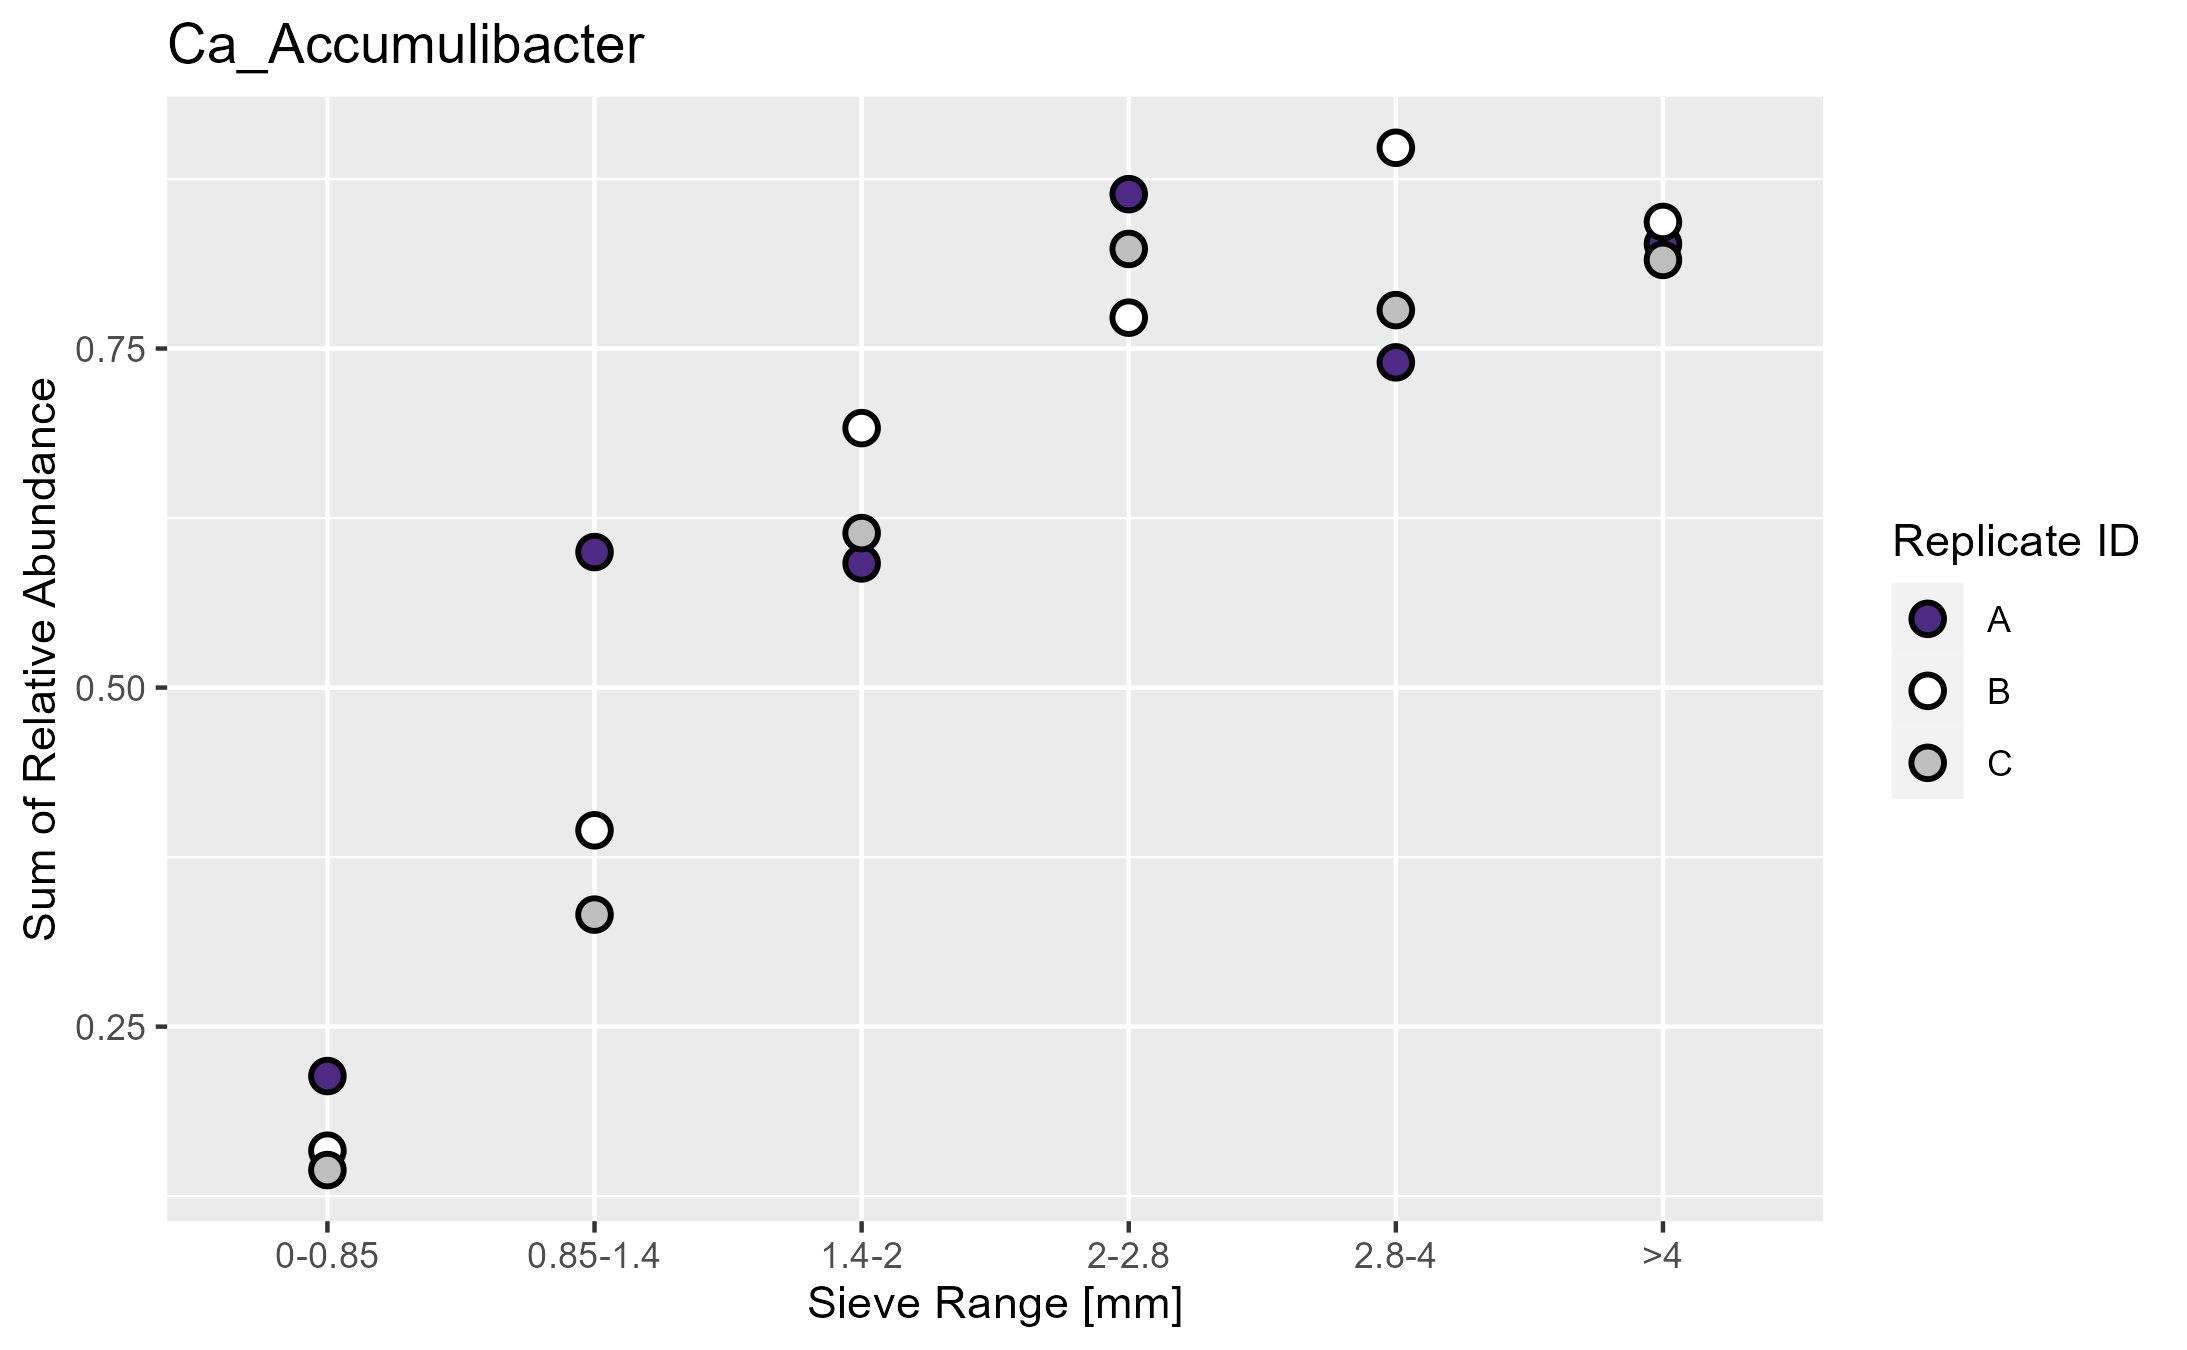 Ca_Accumulibacter
Sum of Relative Abundance
0.75
0.50
0.25
0-0.85
0.85-1.4
1.4-2
2-2.8
2.8-4
>4
Sieve Range [mm]
Replicate ID
A
B
C